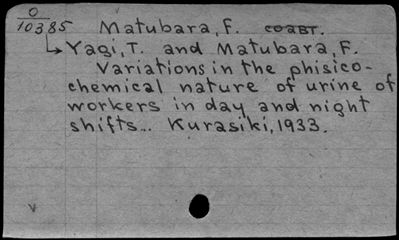 0
10385 Matubara, F. соавт.
Yagi, T. and Matubara, F.
Variations in the phisico-
chemical nature of urine of
workers in day and night
shifts... Kurasiki, 1933.
v